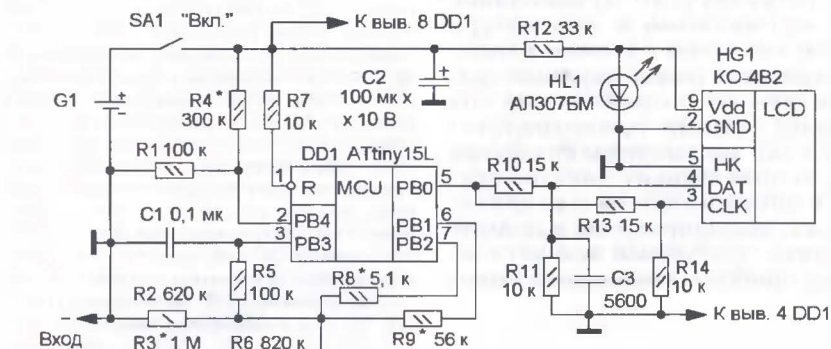 SA1 "Вкл."
К выв. 8 DD1
R12 33 к
HG1
КО-4В2
G1
+
R4*
300 к
R7
10 к
C2
100 мк х
х 10 В
+
HL1
АЛ307БМ
9 Vdd LCD
2 GND
5 HK
4 DAT
3 CLK
R1 100 к
DD1 ATtiny15L
1 R MCU PB0 5
2 PB4 PB1 6
3 PB3 PB2 7
R10 15 к
R13 15 к
C1 0,1 мк
R2 620 к
R5
100 к
R8* 5,1 к
R11
10 к
C3
5600
R14
10 к
Вход
R3* 1 М
R6 820 к
R9* 56 к
К выв. 4 DD1